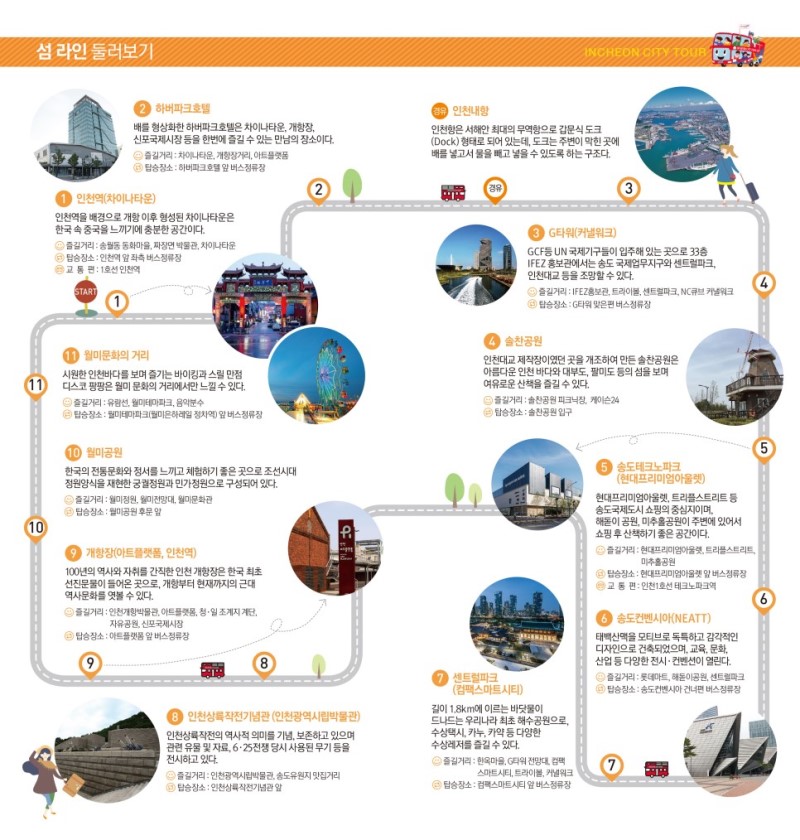 섬 라인 둘러보기
INCHEON CITY TOUR
2 하버파크호텔
배를 형상화한 하버파크호텔은 차이나타운, 개항장,
신포국제시장 등을 한번에 즐길 수 있는 만남의 장소이다.
즐길거리 : 차이나타운, 개항장거리, 아트플랫폼
탑승장소 : 하버파크호텔 앞 버스정류장
1 인천역(차이나타운)
인천역을 배경으로 개항 이후 형성된 차이나타운은
한국 속 중국을 느끼기에 충분한 공간이다.
즐길거리 : 송월동 동화마을, 짜장면 박물관, 차이나타운
탑승장소 : 인천역 앞 좌측 버스정류장
교 통 편 : 1호선 인천역
START
1
2
경유
3
4
5
6
7
8
9
10
11
경유 인천내항
인천항은 서해안 최대의 무역항으로 갑문식 도크
(Dock) 형태로 되어 있는데, 도크는 주변이 막힌 곳에
배를 넣고서 물을 빼고 넣을 수 있도록 하는 구조다.
3 G타워(커낼워크)
GCF등 UN 국제기구들이 입주해 있는 곳으로 33층
IFEZ 홍보관에서는 송도 국제업무지구와 센트럴파크,
인천대교 등을 조망할 수 있다.
즐길거리 : IFEZ홍보관, 트라이볼, 센트럴파크, NC큐브 커낼워크
탑승장소 : G타워 맞은편 버스정류장
4 솔찬공원
인천대교 제작장이였던 곳을 개조하여 만든 솔찬공원은
아름다운 인천 바다와 대부도, 팔미도 등의 섬을 보며
여유로운 산책을 즐길 수 있다.
즐길거리 : 솔찬공원 피크닉장, 케이슨24
탑승장소 : 솔찬공원 입구
5 송도테크노파크
(현대프리미엄아울렛)
현대프리미엄아울렛, 트리플스트리트 등
송도국제도시 쇼핑의 중심지이며,
해돋이 공원, 미추홀공원이 주변에 있어서
쇼핑 후 산책하기 좋은 공간이다.
즐길거리 : 현대프리미엄아울렛, 트리플스트리트,
미추홀공원
탑승장소 : 현대프리미엄아울렛 앞 버스정류장
교 통 편 : 인천1호선 테크노파크역
6 송도컨벤시아(NEATT)
태백산맥을 모티브로 독특하고 감각적인
디자인으로 건축되었으며, 교육, 문화,
산업 등 다양한 전시·컨벤션이 열린다.
즐길거리 : 롯데마트, 해돋이공원, 센트럴파크
탑승장소 : 송도컨벤시아 건너편 버스정류장
7 센트럴파크
(컴팩스마트시티)
길이 1.8km에 이르는 바닷물이
드나드는 우리나라 최초 해수공원으로,
수상택시, 카누, 카약 등 다양한
수상레저를 즐길 수 있다.
즐길거리 : 한옥마을, G타워 전망대, 컴팩
스마트시티, 트라이볼, 커낼워크
탑승장소 : 컴팩스마트시티 앞 버스정류장
11 월미문화의 거리
시원한 인천바다를 보며 즐기는 바이킹과 스릴 만점
디스코 팡팡은 월미 문화의 거리에서만 느낄 수 있다.
즐길거리 : 유람선, 월미테마파크, 음악분수
탑승장소 : 월미테마파크(월미은하레일 정차역) 앞 버스정류장
10 월미공원
한국의 전통문화와 정서를 느끼고 체험하기 좋은 곳으로 조선시대
정원양식을 재현한 궁궐정원과 민가정원으로 구성되어 있다.
즐길거리 : 월미정원, 월미전망대, 월미문화관
탑승장소 : 월미공원 후문 앞
9 개항장(아트플랫폼, 인천역)
100년의 역사와 자취를 간직한 인천 개항장은 한국 최초
선진문물이 들어온 곳으로, 개항부터 현재까지의 근대
역사문화를 엿볼 수 있다.
즐길거리 : 인천개항박물관, 아트플랫폼, 청·일 조계지 계단,
자유공원, 신포국제시장
탑승장소 : 아트플랫폼 앞 버스정류장
8 인천상륙작전기념관 (인천광역시립박물관)
인천상륙작전의 역사적 의미를 기념, 보존하고 있으며
관련 유물 및 자료, 6·25전쟁 당시 사용된 무기 등을
전시하고 있다.
즐길거리 : 인천광역시립박물관, 송도유원지 맛집거리
탑승장소 : 인천상륙작전기념관 앞